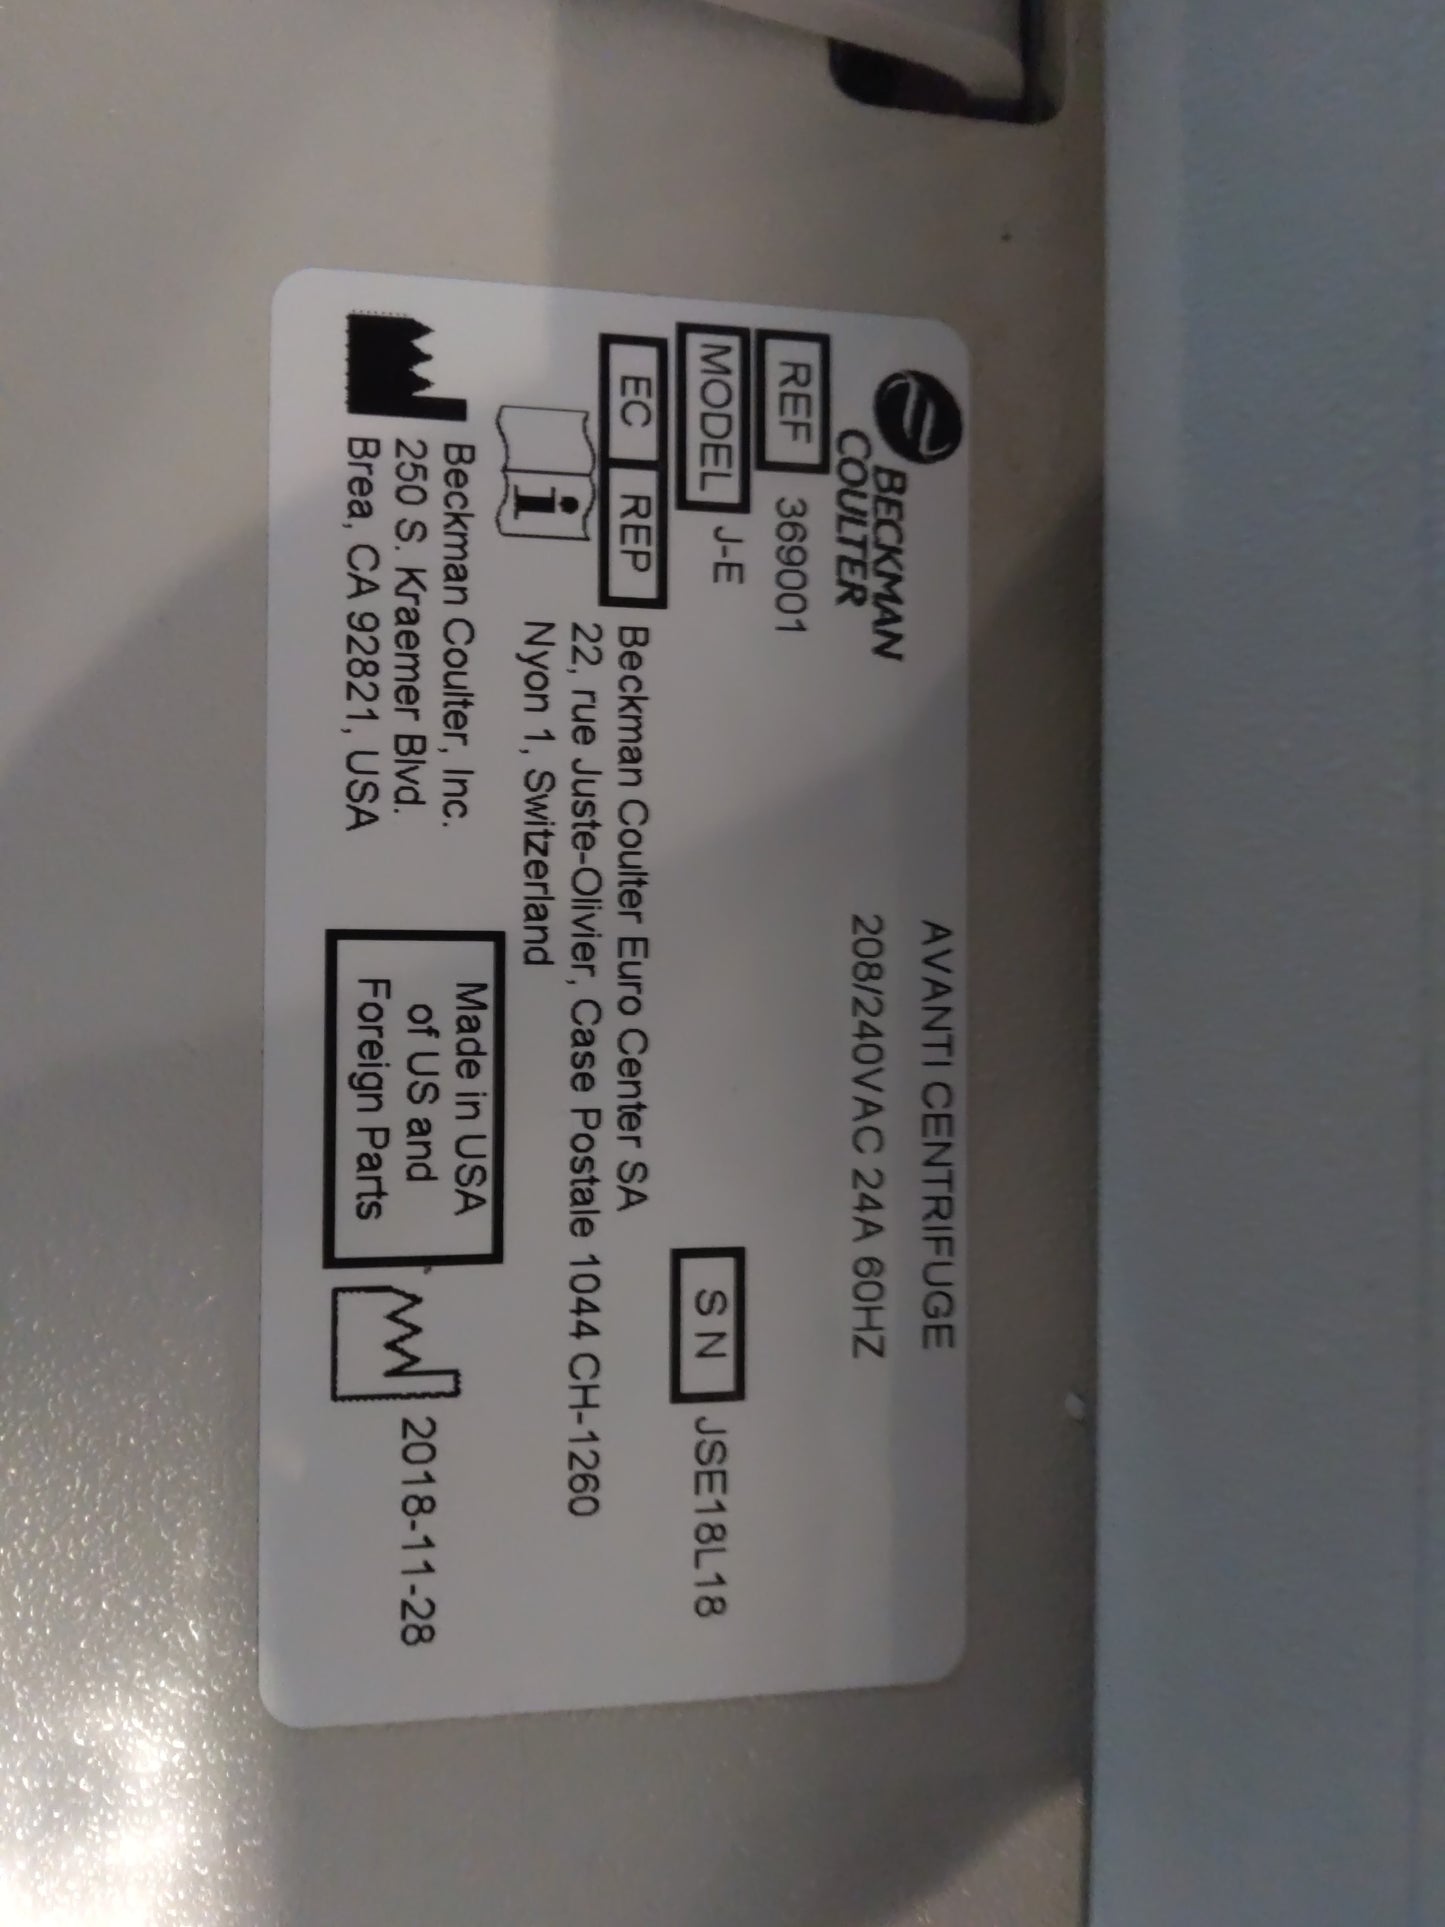 BECKMAN
COULTER
AVANTI CENTRIFUGE
208/240VAC 24A 60HZ
REF 369001
MODEL J-E
S N JSE18L18
EC REP Beckman Coulter Euro Center SA
22, rue Juste-Olivier, Case Postale 1044 CH-1260
Nyon 1, Switzerland
i
Beckman Coulter, Inc.
250 S. Kraemer Blvd.
Brea, CA 92821, USA
Made in USA
of US and
Foreign Parts
2018-11-28